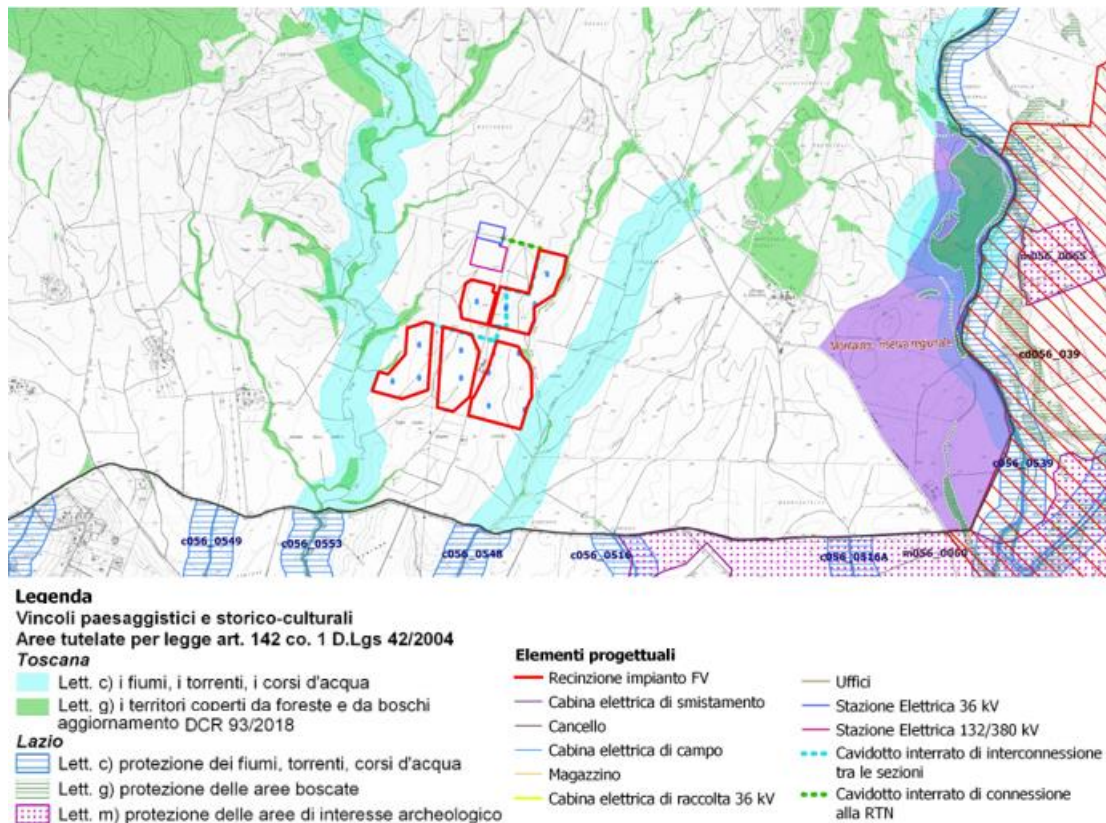 m056_0065
Montauto, riserva regionale
cd056_039
c056_0539
c056_0549
c056_0553
c056_0548
c056_0516
c056_0516A
m056_0060
Legenda
Vincoli paesaggistici e storico-culturali
Aree tutelate per legge art. 142 co. 1 D.Lgs 42/2004
Toscana
Lett. c) i fiumi, i torrenti, i corsi d'acqua
Lett. g) i territori coperti da foreste e da boschi
aggiornamento DCR 93/2018
Lazio
Lett. c) protezione dei fiumi, torrenti, corsi d'acqua
Lett. g) protezione delle aree boscate
Lett. m) protezione delle aree di interesse archeologico
Elementi progettuali
Recinzione impianto FV
Cabina elettrica di smistamento
Cancello
Cabina elettrica di campo
Magazzino
Cabina elettrica di raccolta 36 kV
Uffici
Stazione Elettrica 36 kV
Stazione Elettrica 132/380 kV
Cavidotto interrato di interconnessione
tra le sezioni
Cavidotto interrato di connessione
alla RTN